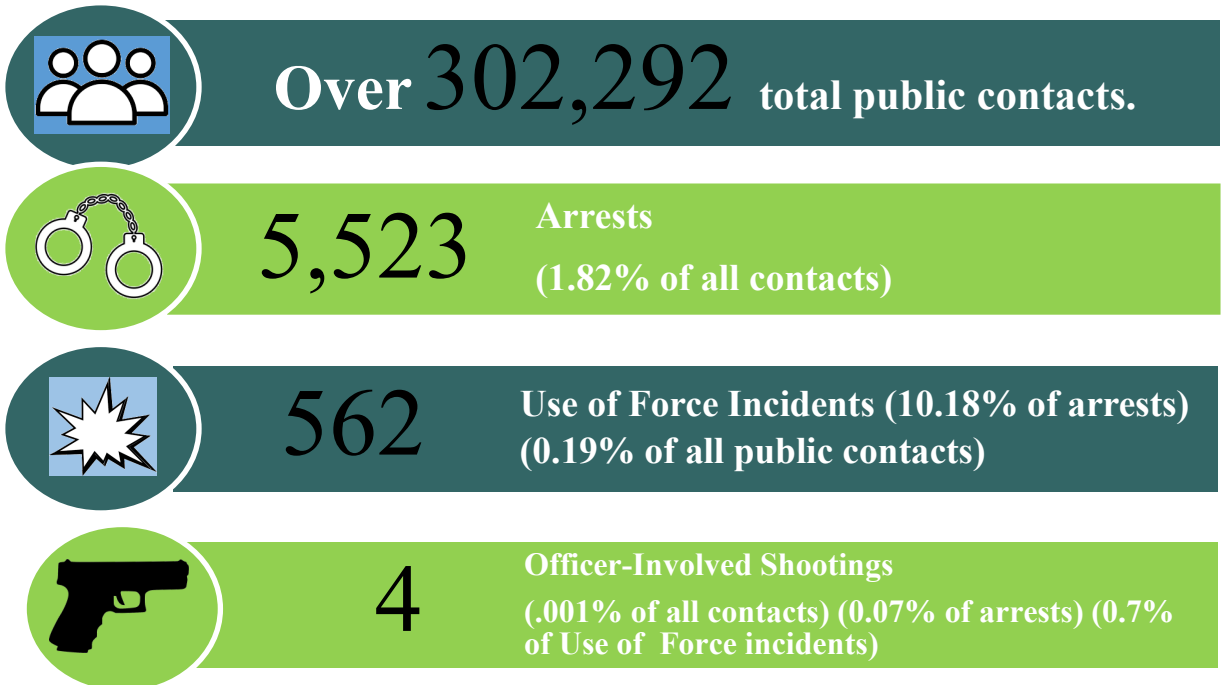 Over 302,292 total public contacts.
5,523
Arrests
(1.82% of all contacts)
562
Use of Force Incidents (10.18% of arrests)
(0.19% of all public contacts)
4
Officer-Involved Shootings
(.001% of all contacts) (0.07% of arrests) (0.7%
of Use of Force incidents)